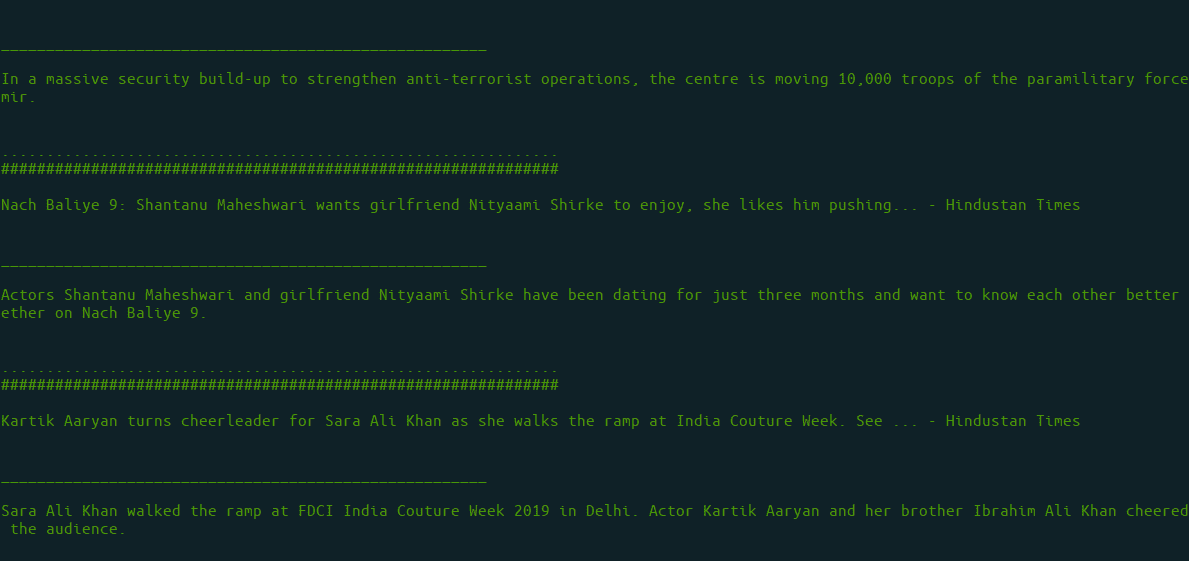 ______________________________________________________
In a massive security build-up to strengthen anti-terrorist operations, the centre is moving 10,000 troops of the paramilitary force
mir.
..............................................................
##############################################################
Nach Baliye 9: Shantanu Maheshwari wants girlfriend Nityaami Shirke to enjoy, she likes him pushing... - Hindustan Times
______________________________________________________
Actors Shantanu Maheshwari and girlfriend Nityaami Shirke have been dating for just three months and want to know each other better
ether on Nach Baliye 9.
..............................................................
##############################################################
Kartik Aaryan turns cheerleader for Sara Ali Khan as she walks the ramp at India Couture Week. See ... - Hindustan Times
______________________________________________________
Sara Ali Khan walked the ramp at FDCI India Couture Week 2019 in Delhi. Actor Kartik Aaryan and her brother Ibrahim Ali Khan cheered
 the audience.